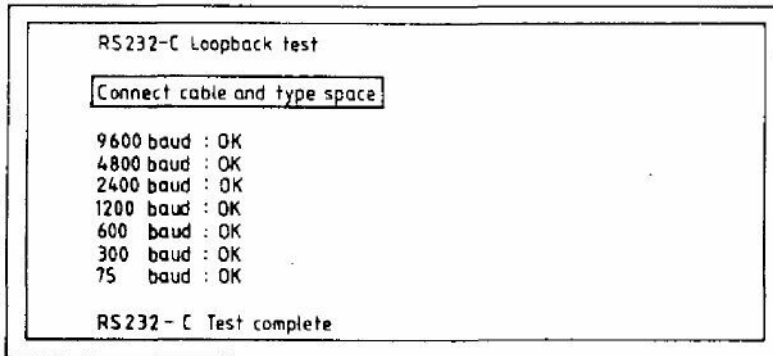 RS232-C Loopback test
Connect cable and type space
9600 baud : OK
4800 baud : OK
2400 baud : OK
1200 baud : OK
600 baud : OK
300 baud : OK
75 baud : OK
RS232-C Test complete